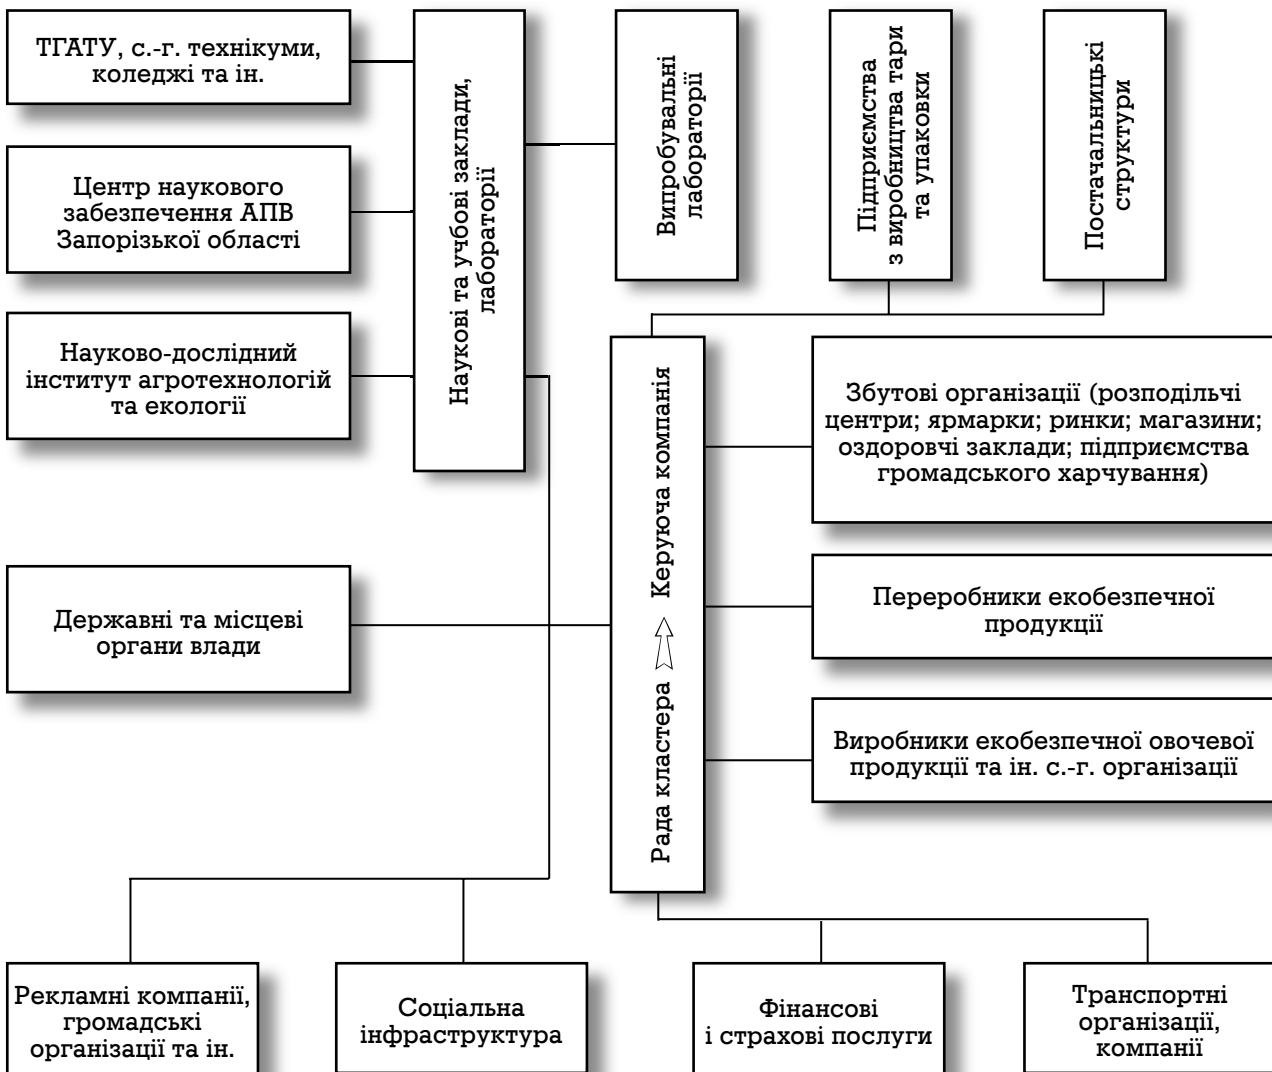 ТГАТУ, с.-г. технікуми,
коледжі та ін.
Центр наукового
забезпечення АПВ
Запорізької області
Науково-дослідний
інститут агротехнологій
та екології
Наукові та учбові заклади,
лабораторії
Випробувальні
лабораторії
Підприємства
з виробництва тари
та упаковки
Постачальницькі
структури
Державні та місцеві
органи влади
Рада кластера Керуюча компанія
Збутові організації (розподільчі
центри; ярмарки; ринки; магазини;
оздоровчі заклади; підприємства
громадського харчування)
Переробники екобезпечної
продукції
Виробники екобезпечної овочевої
продукції та ін. с.-г. організації
Рекламні компанії,
громадські
організації та ін.
Соціальна
інфраструктура
Фінансові
і страхові послуги
Транспортні
організації,
компанії